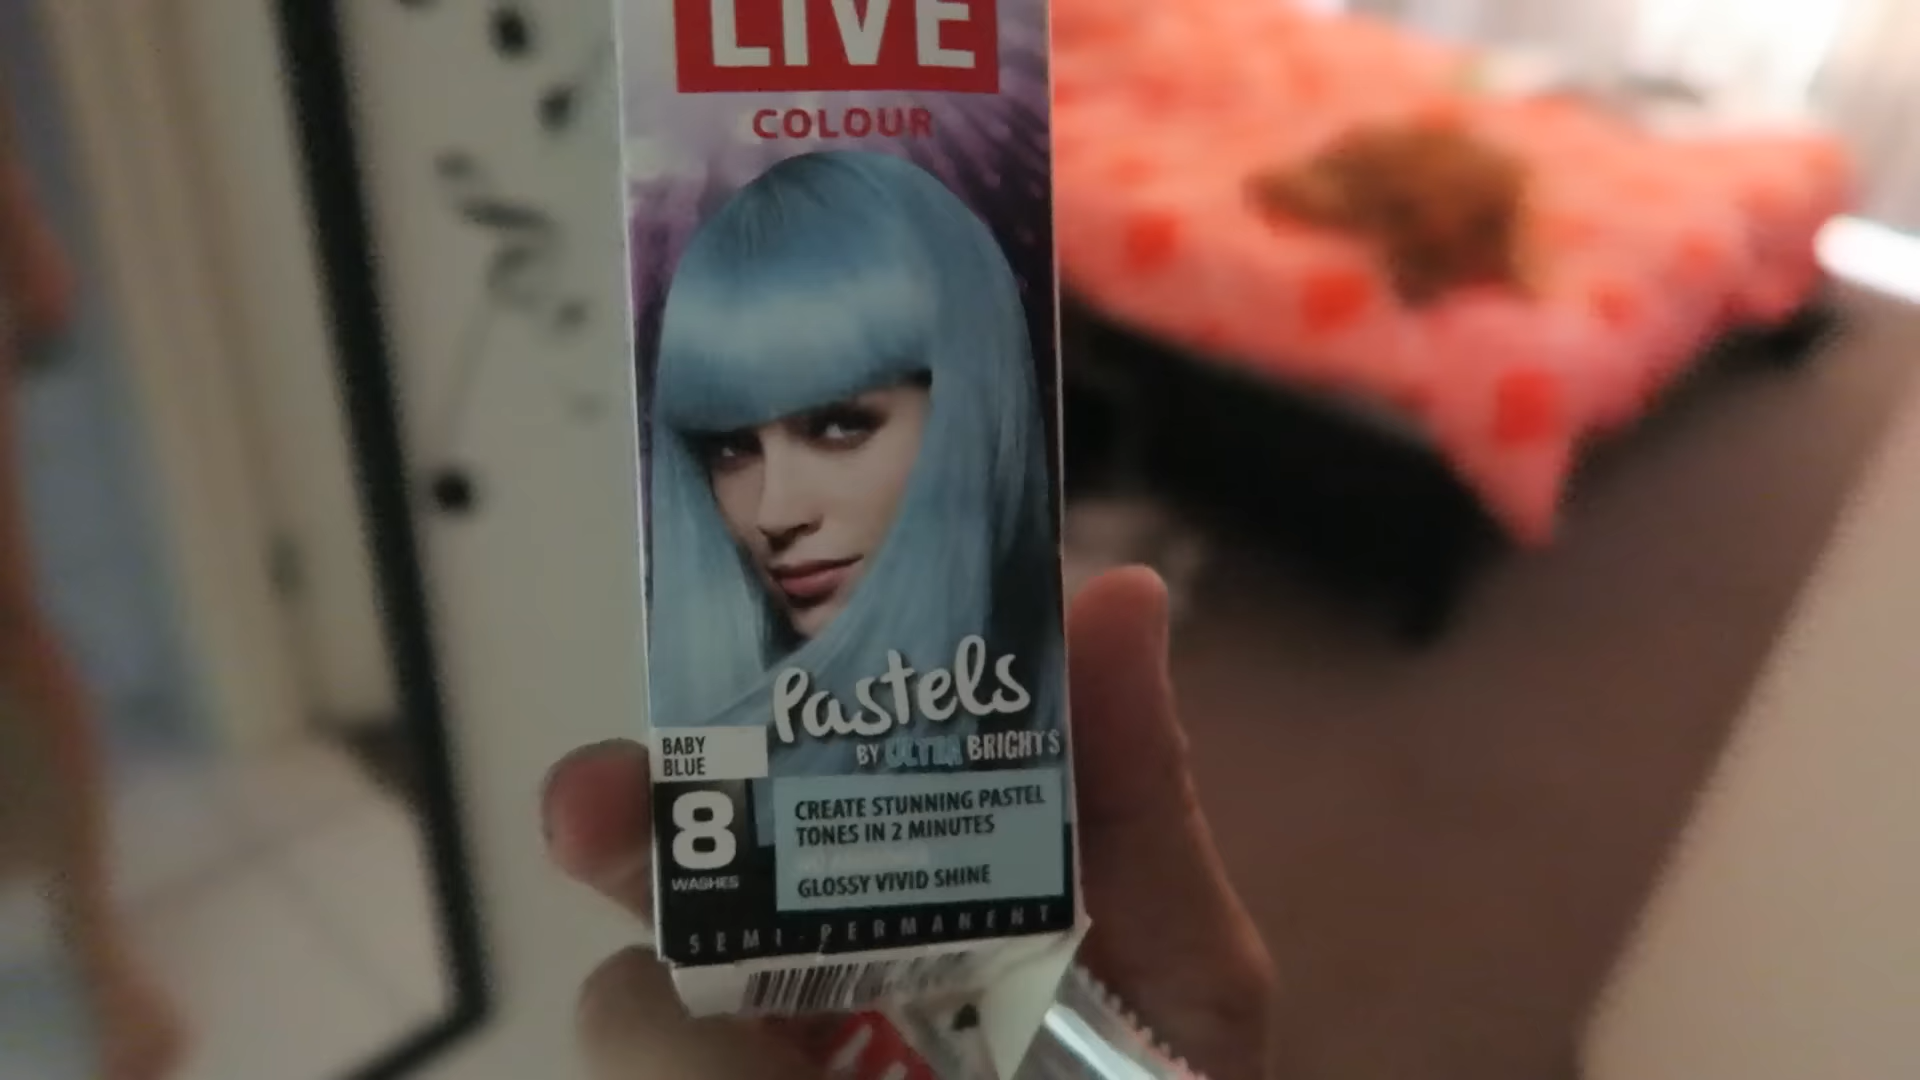 LIVE
COLOUR
Pastels
BY ULTRA BRIGHTS
BABY
BLUE
8
WASHES
CREATE STUNNING PASTEL
TONES IN 2 MINUTES
GLOSSY VIVID SHINE
SEMI-PERMANENT